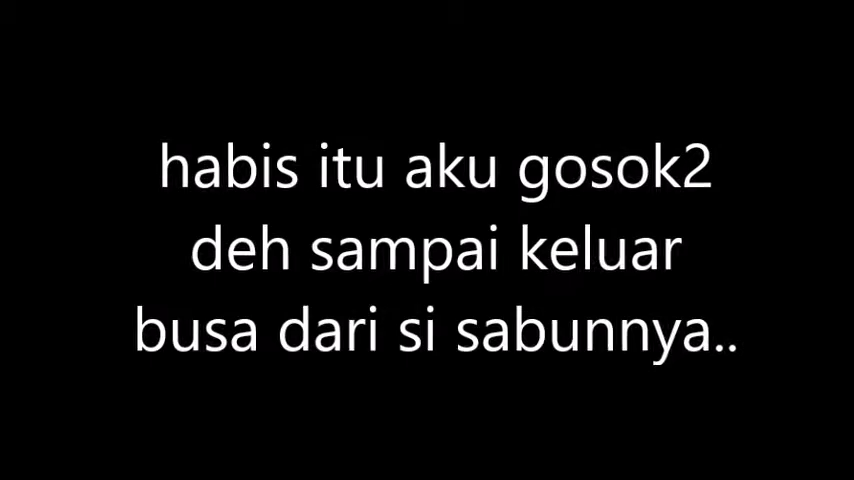 habis itu aku gosok2
deh sampai keluar
busa dari si sabunnya..